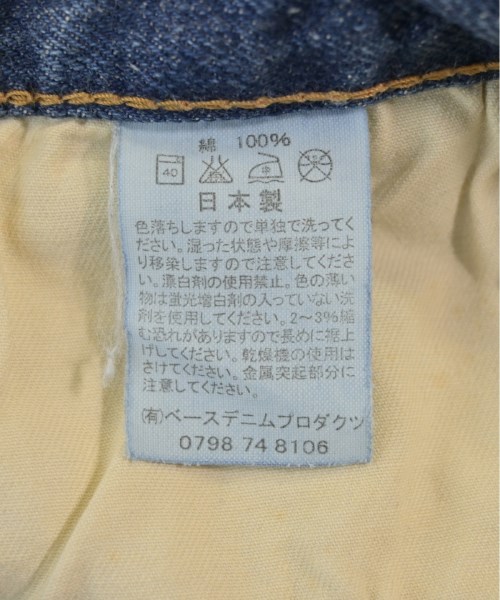 綿 100%
40
日本製
色落ちしますので単独で洗ってく
ださい。湿った状態や摩擦等によ
り移染しますので注意してくださ
い。漂白剤の使用禁止。色の薄い
物は蛍光増白剤の入っていない洗
剤を使用してください。2～3%縮
む恐れがありますので長めに裾上
げしてください。乾燥機の使用は
さけてください。金属突起部分に
注意してください。
(有)ベースデニムプロダクツ
0798 74 8106